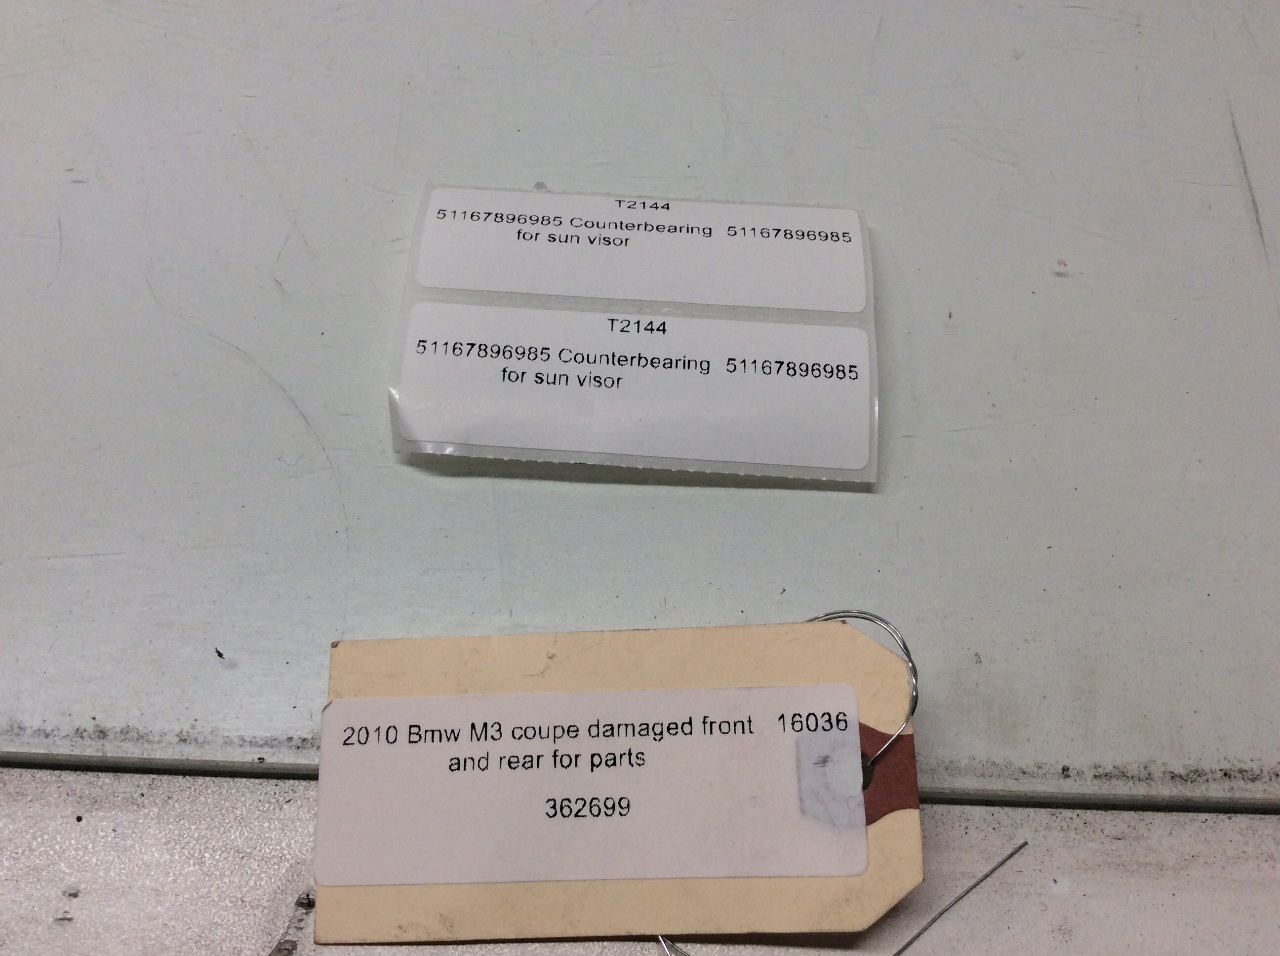 T2144
51167896985 Counterbearing 51167896985
for sun visor
T2144
51167896985 Counterbearing 51167896985
for sun visor
2010 Bmw M3 coupe damaged front 16036
and rear for parts
362699